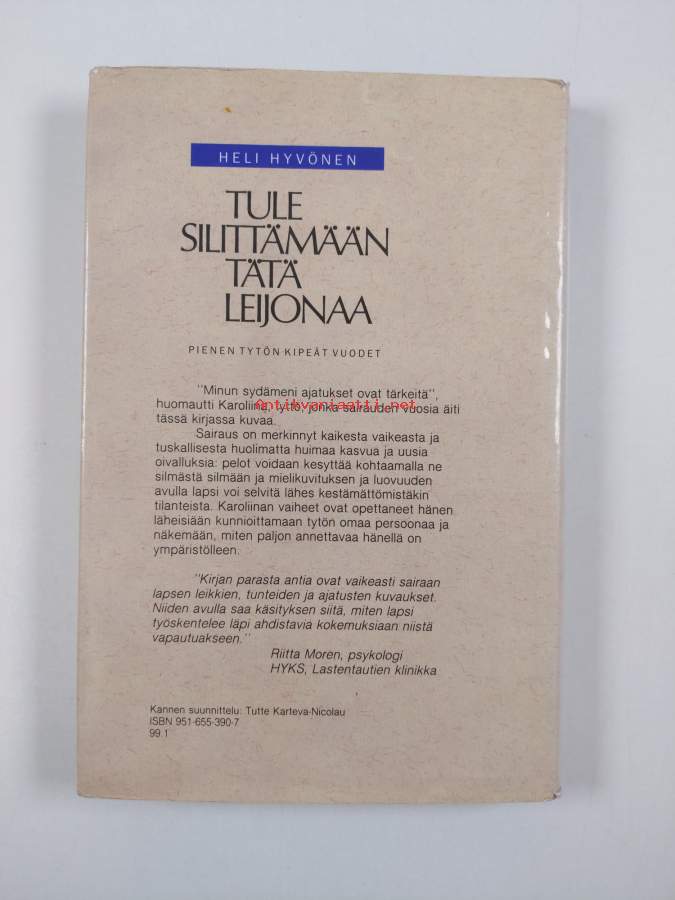 HELI HYVÖNEN
TULE
SILITTÄMÄÄN
TÄTÄ
LEIJONAA
PIENEN TYTÖN KIPEÄT VUODET
"Minun sydämeni ajatukset ovat tärkeitä",
huomautti Karoliina, tyttö, jonka sairauden vuosia äiti
tässä kirjassa kuvaa.
Antikvariaatti.net
Sairaus on merkinnyt kaikesta vaikeasta ja
tuskallisesta huolimatta huimaa kasvua ja uusia
oivalluksia: pelot voidaan kesyttää kohtaamalla ne
silmästä silmään ja mielikuvituksen ja luovuuden
avulla lapsi voi selvitä lähes kestämättömistäkin
tilanteista. Karoliinan vaiheet ovat opettaneet hänen
läheisiään kunnioittamaan tytön omaa persoonaa ja
näkemään, miten paljon annettavaa hänellä on
ympäristölleen.
"Kirjan parasta antia ovat vaikeasti sairaan
lapsen leikkien, tunteiden ja ajatusten kuvaukset.
Niiden avulla saa käsityksen siitä, miten lapsi
työskentelee läpi ahdistavia kokemuksiaan niistä
vapautuakseen."
Riitta Moren, psykologi
HYKS, Lastentautien klinikka
Kannen suunnittelu: Tutte Karteva-Nicolau
ISBN 951-655-390-7
99.1